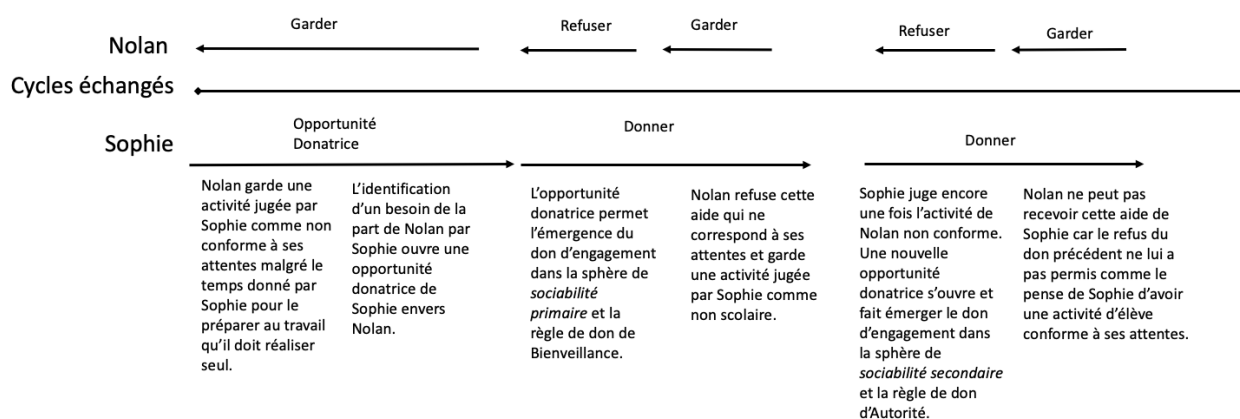 Garder
Refuser
Garder
Refuser
Garder
Nolan
Cycles échangés
Sophie
Opportunité
Donatrice
Donner
Donner
Nolan garde une
activité jugée par
Sophie comme non
conforme à ses
attentes malgré le
temps donné par
Sophie pour le
préparer au travail
qu’il doit réaliser
seul.
L’identification
d’un besoin de la
part de Nolan par
Sophie ouvre une
opportunité
donatrice de
Sophie envers
Nolan.
L’opportunité
donatrice permet
l’émergence du
don d’engagement
dans la sphère de
sociabilité
primaire et la
règle de don de
Bienveillance.
Nolan refuse cette
aide qui ne
correspond à ses
attentes et garde
une activité jugée
par Sophie comme
non scolaire.
Sophie juge encore
une fois l’activité de
Nolan non conforme.
Une nouvelle
opportunité
donatrice s’ouvre et
fait émerger le don
d’engagement dans
la sphère de
sociabilité secondaire
et la règle de don
d’Autorité.
Nolan ne peut pas
recevoir cette aide de
Sophie car le refus du
don précédent ne lui a
pas permis comme le
pense de Sophie d’avoir
une activité d’élève
conforme à ses attentes.